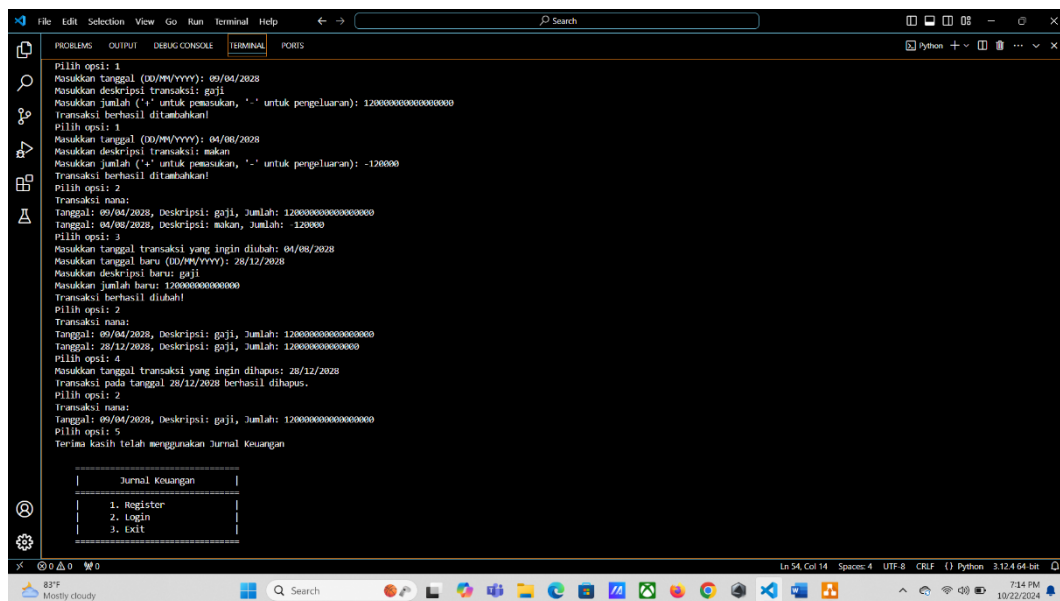 File Edit Selection View Go Run Terminal Help
Search
PROBLEMS OUTPUT DEBUG CONSOLE TERMINAL PORTS
Python
Pilih opsi: 1
Masukkan tanggal (DD/MM/YYYY): 09/04/2028
Masukkan deskripsi transaksi: gaji
Masukkan jumlah ('+' untuk pemasukan, '-' untuk pengeluaran): 120000000000000000
Transaksi berhasil ditambahkan!
Pilih opsi: 1
Masukkan tanggal (DD/MM/YYYY): 04/08/2028
Masukkan deskripsi transaksi: makan
Masukkan jumlah ('+' untuk pemasukan, '-' untuk pengeluaran): -120000
Transaksi berhasil ditambahkan!
Pilih opsi: 2
Transaksi nana:
Tanggal: 09/04/2028, Deskripsi: gaji, Jumlah: 120000000000000000
Tanggal: 04/08/2028, Deskripsi: makan, Jumlah: -120000
Pilih opsi: 3
Masukkan tanggal transaksi yang ingin diubah: 04/08/2028
Masukkan tanggal baru (DD/MM/YYYY): 28/12/2028
Masukkan deskripsi baru: gaji
Masukkan jumlah baru: 120000000000000
Transaksi berhasil diubah!
Pilih opsi: 2
Transaksi nana:
Tanggal: 09/04/2028, Deskripsi: gaji, Jumlah: 120000000000000000
Tanggal: 28/12/2028, Deskripsi: gaji, Jumlah: 120000000000000
Pilih opsi: 4
Masukkan tanggal transaksi yang ingin dihapus: 28/12/2028
Transaksi pada tanggal 28/12/2028 berhasil dihapus.
Pilih opsi: 2
Transaksi nana:
Tanggal: 09/04/2028, Deskripsi: gaji, Jumlah: 120000000000000000
Pilih opsi: 5
Terima kasih telah menggunakan Jurnal Keuangan
==================================
| Jurnal Keuangan |
==================================
| 1. Register |
| 2. Login |
| 3. Exit |
==================================
0 0 0
Ln 54, Col 14 Spaces: 4 UTF-8 CRLF {} Python 3.12.4 64-bit
83°F
Mostly cloudy
Search
7:14 PM
10/22/2024